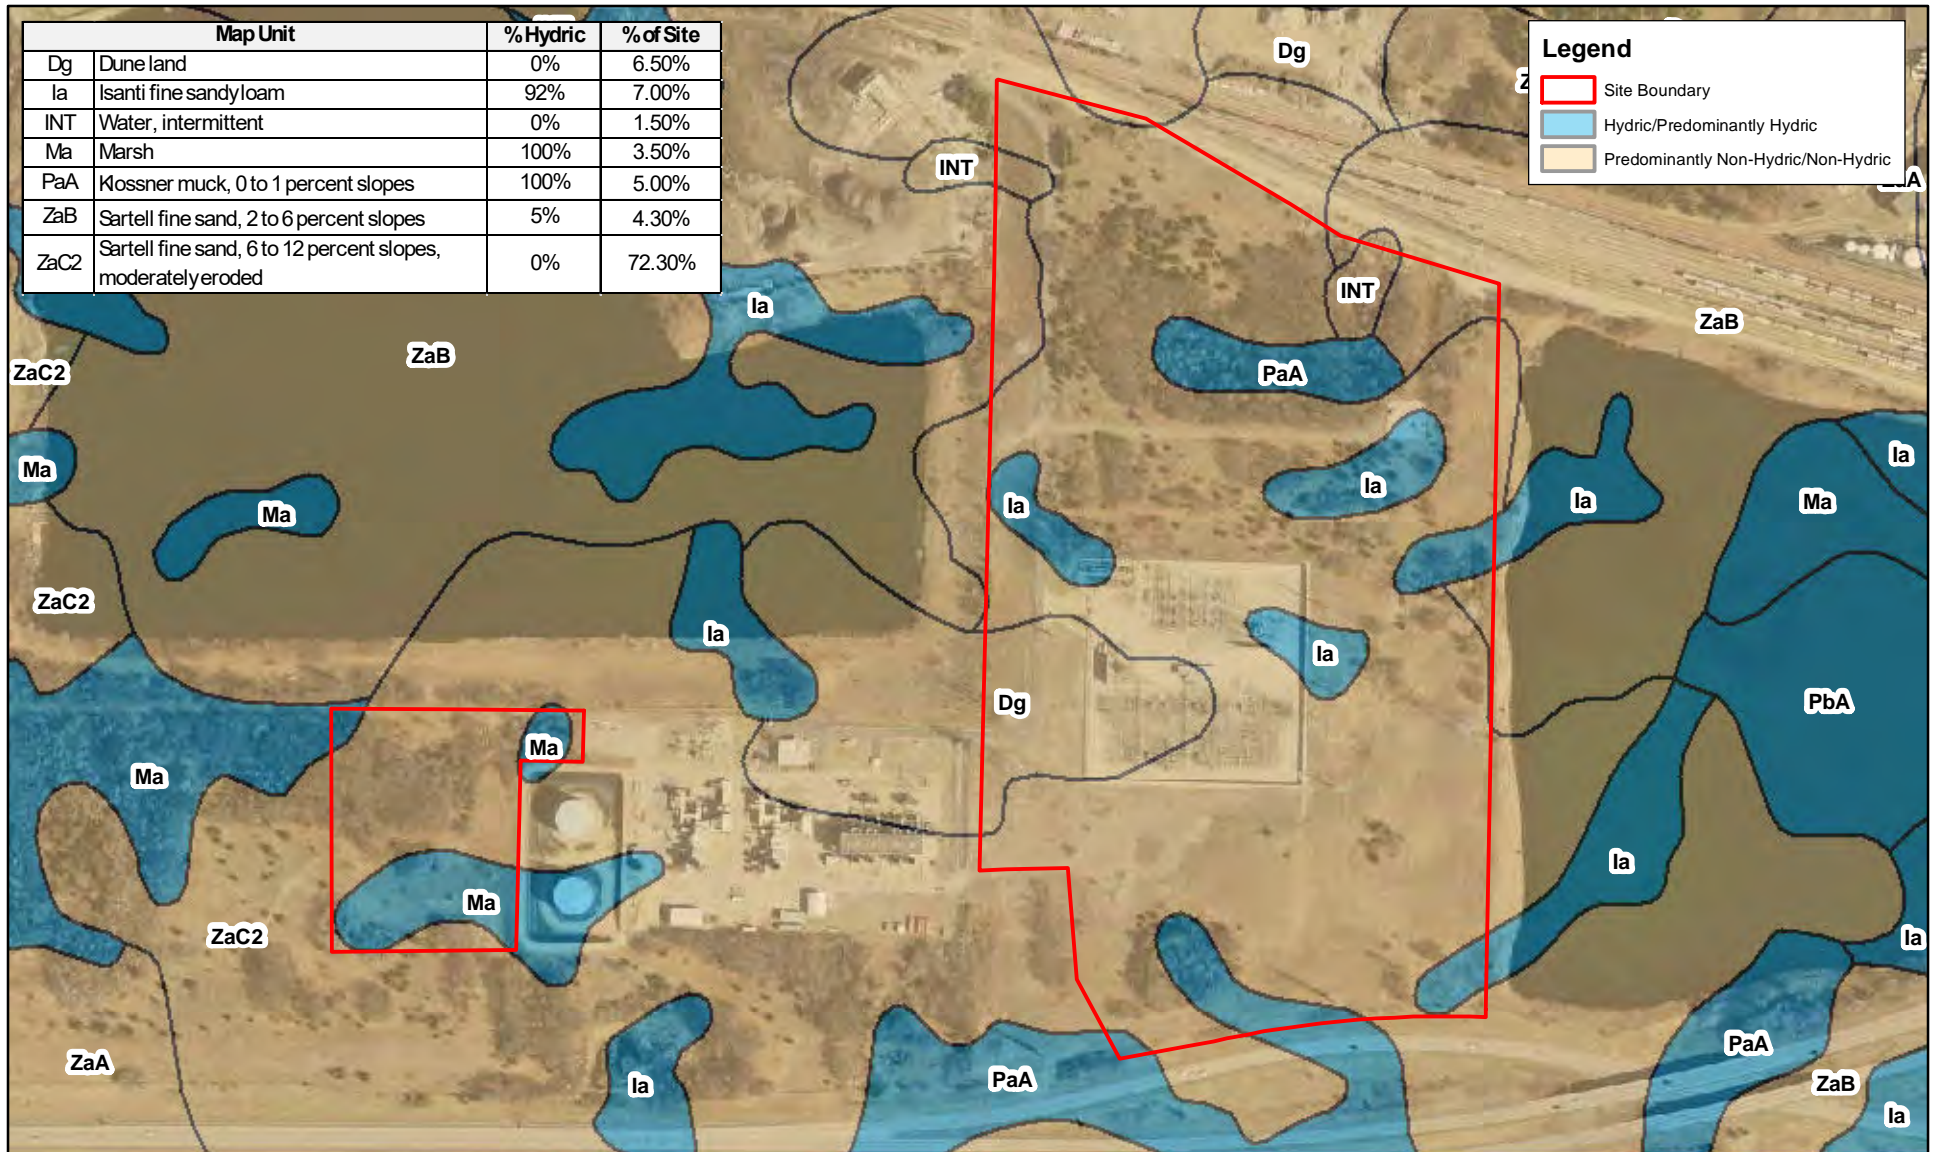 Map Unit % Hydric % of Site
Dg Dune land 0% 6.50%
Ia Isanti fine sandy loam 92% 7.00%
INT Water, intermittent 0% 1.50%
Ma Marsh 100% 3.50%
PaA Klossner muck, 0 to 1 percent slopes 100% 5.00%
ZaB Sartell fine sand, 2 to 6 percent slopes 5% 4.30%
ZaC2 Sartell fine sand, 6 to 12 percent slopes, 0% 72.30%
moderately eroded
Legend
Site Boundary
Hydric/Predominantly Hydric
Predominantly Non-Hydric/Non-Hydric
Dg
INT
INT
Ia
ZaB
ZaB
ZaC2
PaA
Ma
Ia
Ma
Ia
Ia
Ia
Ma
ZaC2
Ia
Ia
Dg
PbA
Ma
Ma
Ia
Ma
ZaC2
Ia
ZaA
PaA
Ia
PaA
ZaB
Ia